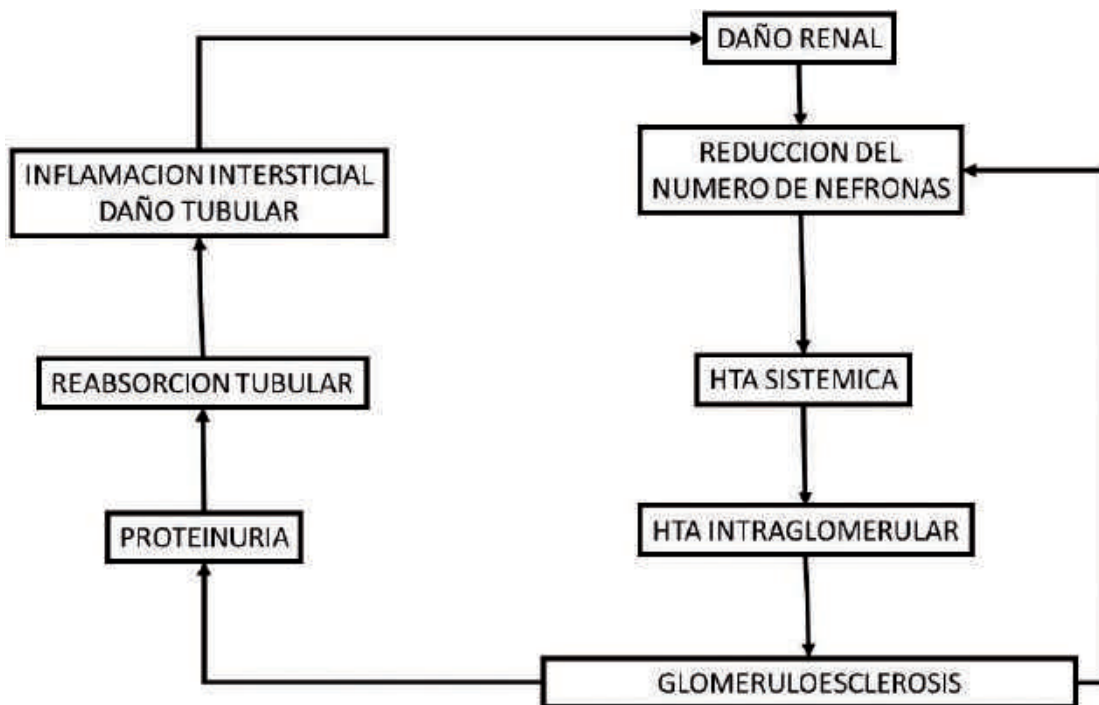 DAÑO RENAL
REDUCCION DEL
NUMERO DE NEFRONAS
INFLAMACION INTERSTICIAL
DAÑO TUBULAR
HTA SISTEMICA
REABSORCION TUBULAR
HTA INTRAGLOMERULAR
PROTEINURIA
GLOMERULOESCLEROSIS